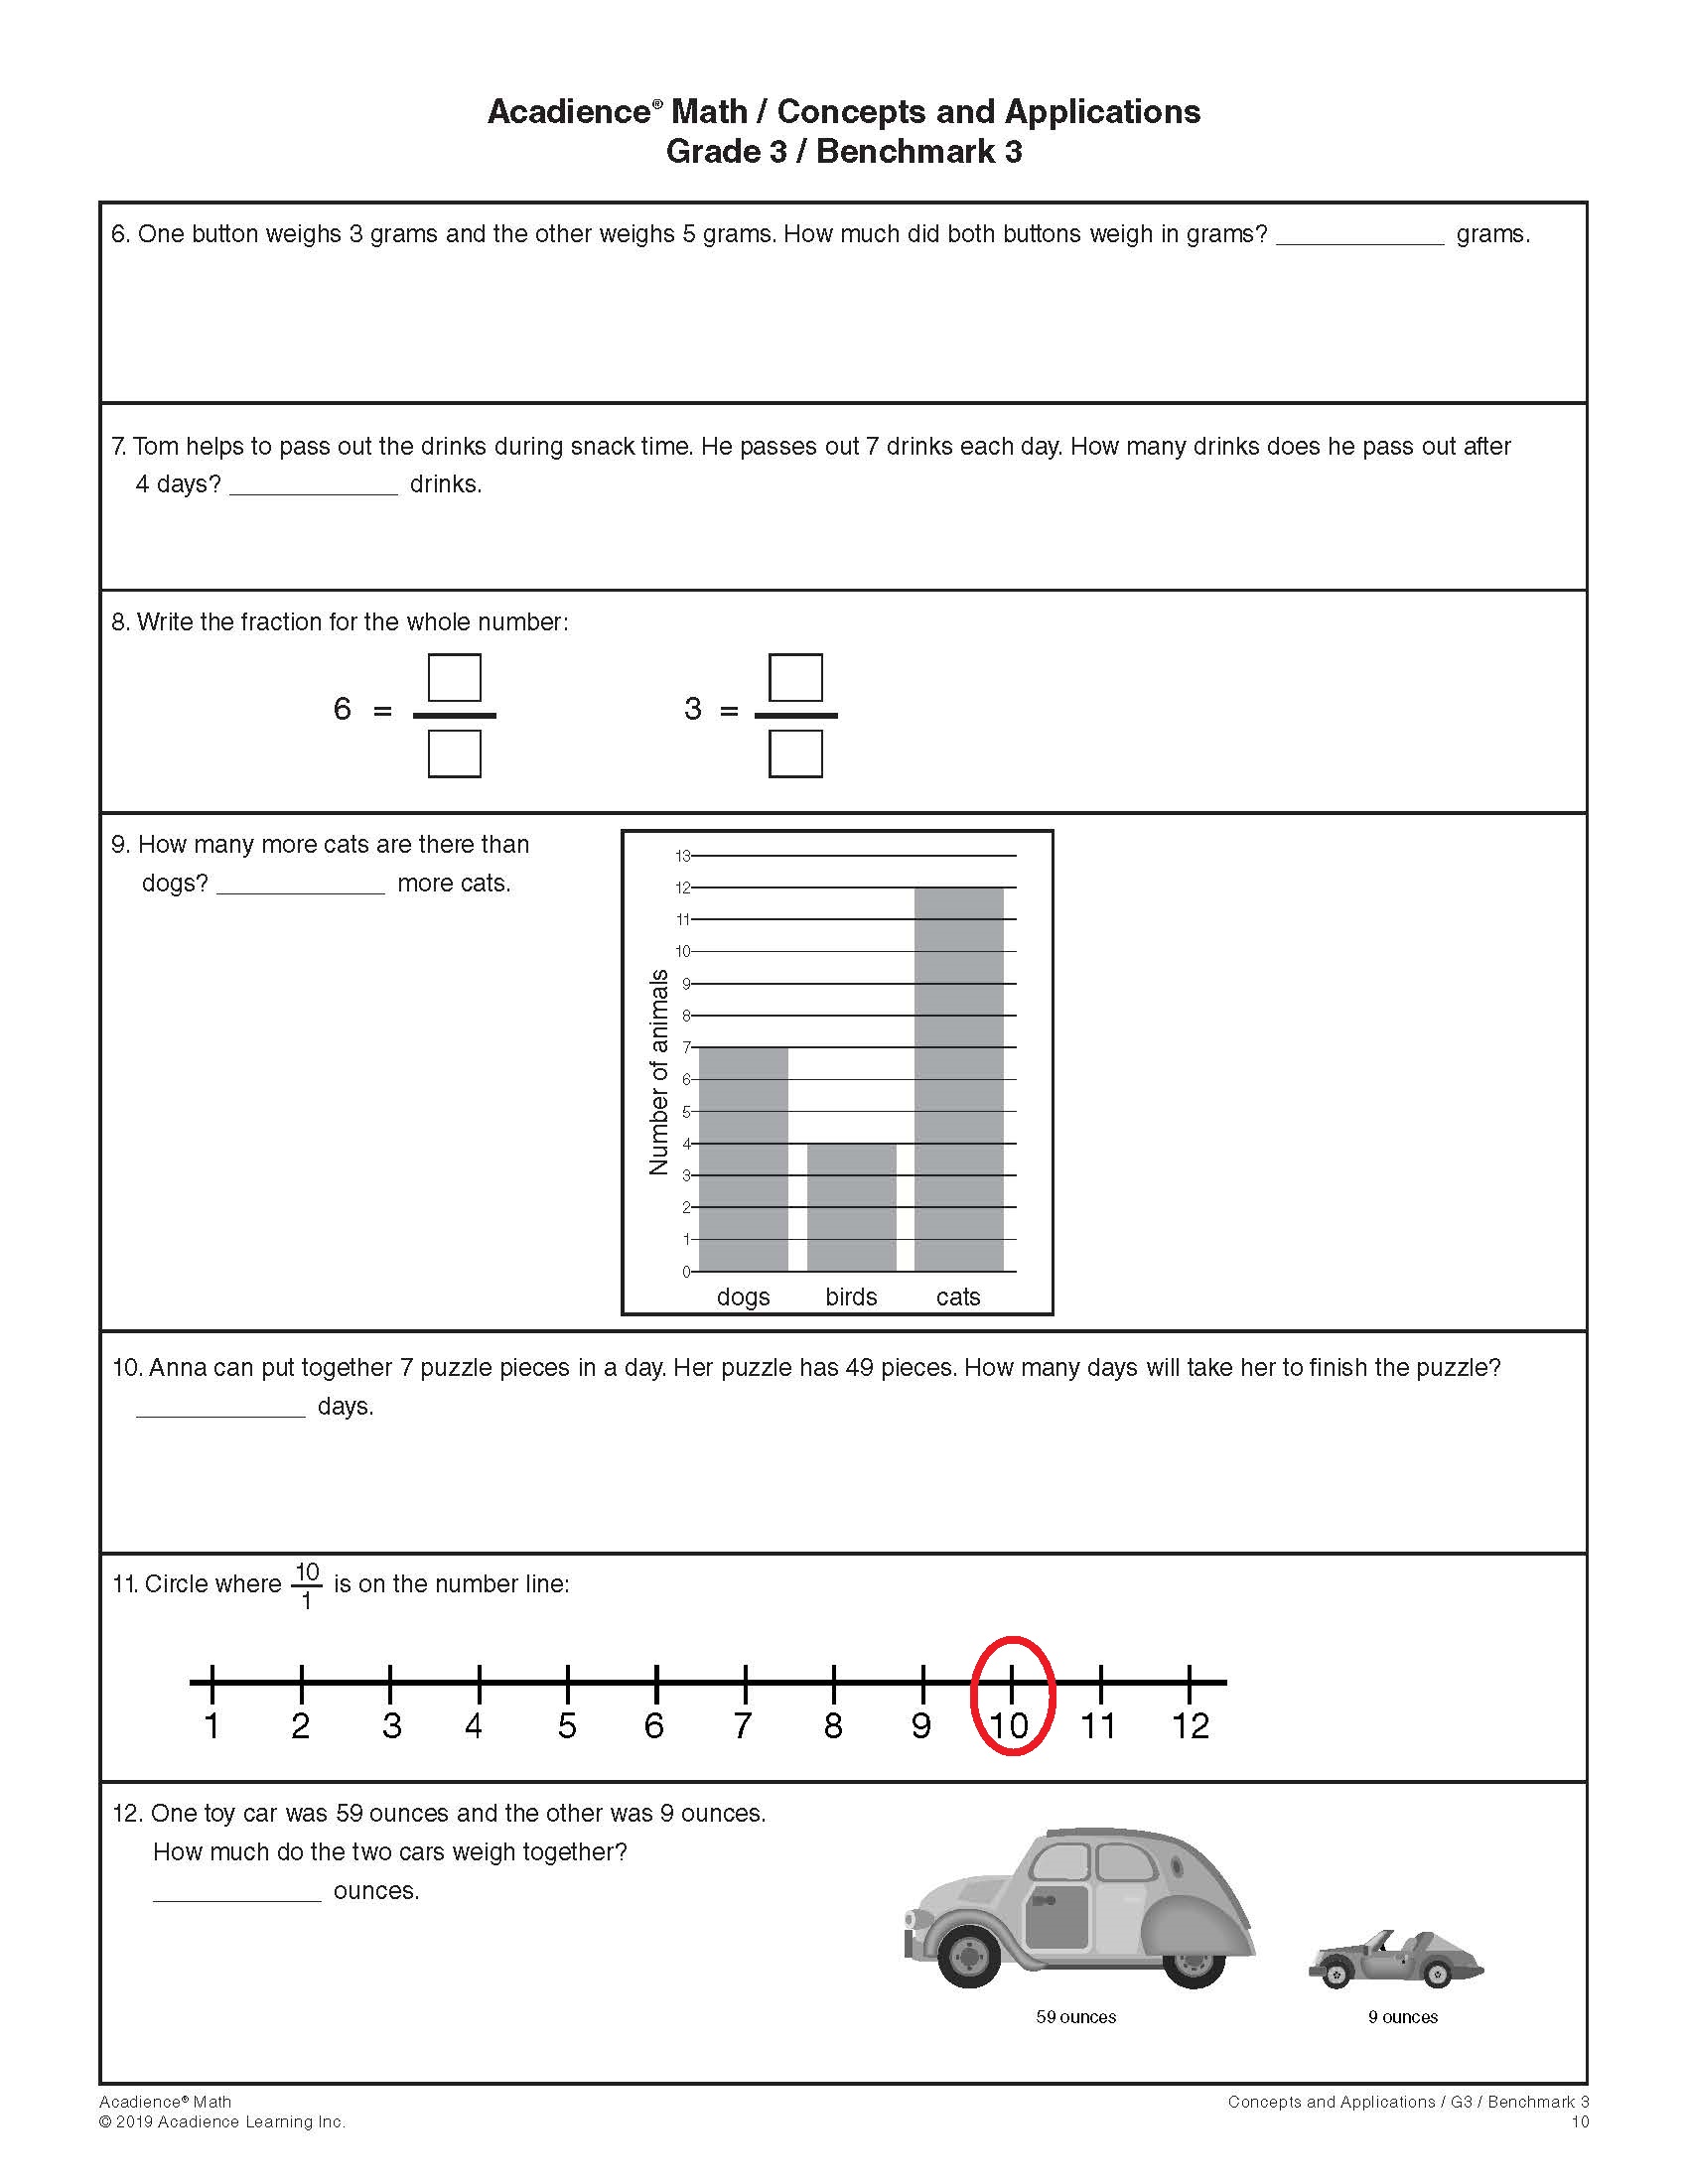 Acadience® Math / Concepts and Applications
Grade 3 / Benchmark 3
6. One button weighs 3 grams and the other weighs 5 grams. How much did both buttons weigh in grams? ____________ grams.
7. Tom helps to pass out the drinks during snack time. He passes out 7 drinks each day. How many drinks does he pass out after
4 days? ____________ drinks.
8. Write the fraction for the whole number:
6 =
3 =
9. How many more cats are there than
dogs? ____________ more cats.
Number of animals
13
12
11
10
9
8
7
6
5
4
3
2
1
0
dogs birds cats
10. Anna can put together 7 puzzle pieces in a day. Her puzzle has 49 pieces. How many days will take her to finish the puzzle?
____________ days.
11. Circle where 10/1 is on the number line:
1 2 3 4 5 6 7 8 9 10 11 12
12. One toy car was 59 ounces and the other was 9 ounces.
How much do the two cars weigh together?
____________ ounces.
59 ounces 9 ounces
Acadience® Math
© 2019 Acadience Learning Inc.
Concepts and Applications / G3 / Benchmark 3
10